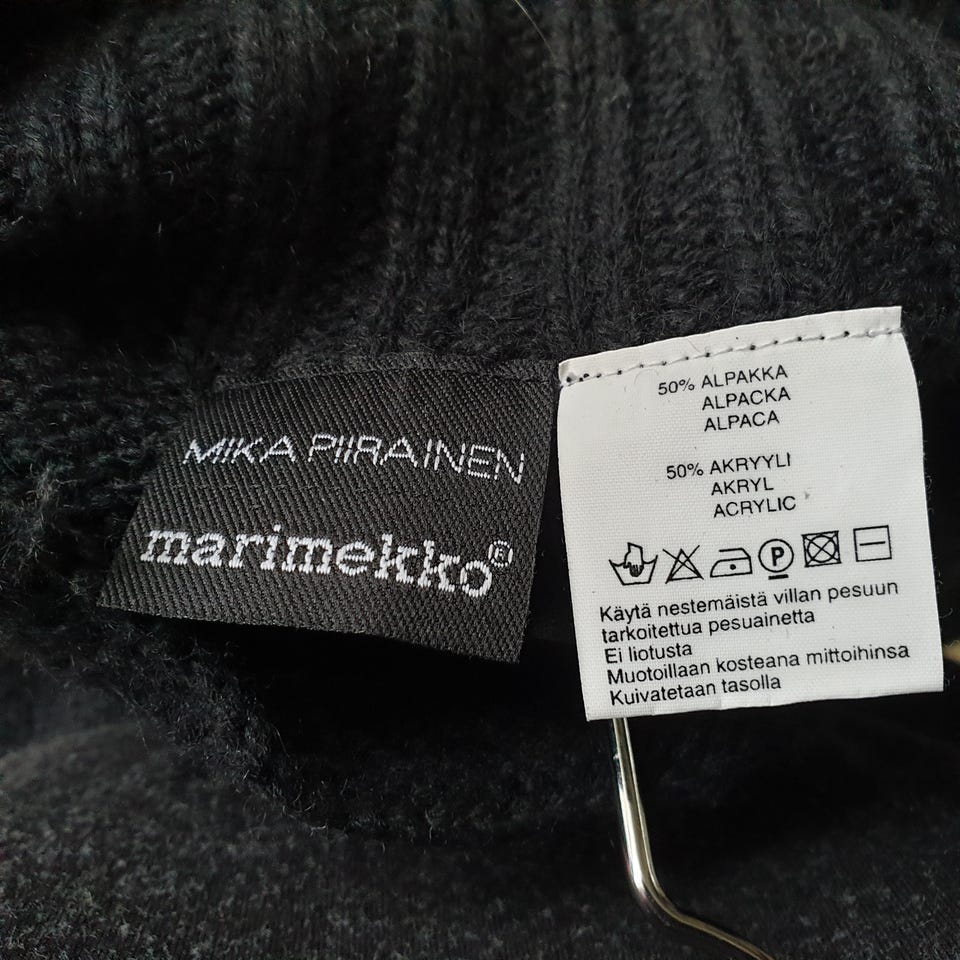 MIKA PIIRAINEN
marimekko®
50% ALPAKKA
ALPACKA
ALPACA
50% AKRYYLI
AKRYL
ACRYLIC
P
Käytä nestemäistä villan pesuun
tarkoitettua pesuainetta
Ei liotusta
Muotoillaan kosteana mittoihinsa
Kuivatetaan tasolla